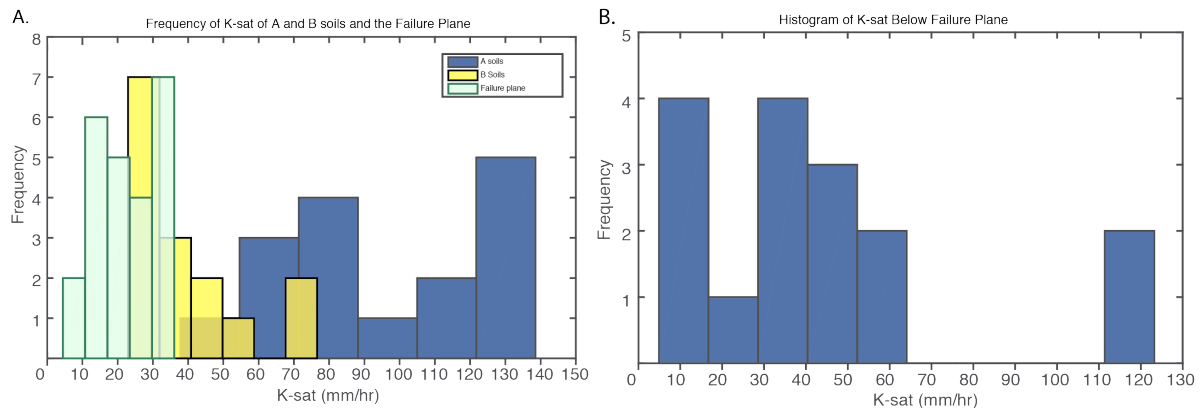 A.
Frequency of K-sat of A and B soils and the Failure Plane
8
7
6
5
4
3
2
1
Frequency
A soils
B Soils
Failure plane
0 10 20 30 40 50 60 70 80 90 100 110 120 130 140 150
K-sat (mm/hr)
B.
Histogram of K-sat Below Failure Plane
5
4
3
2
1
Frequency
0 10 20 30 40 50 60 70 80 90 100 110 120 130
K-sat (mm/hr)